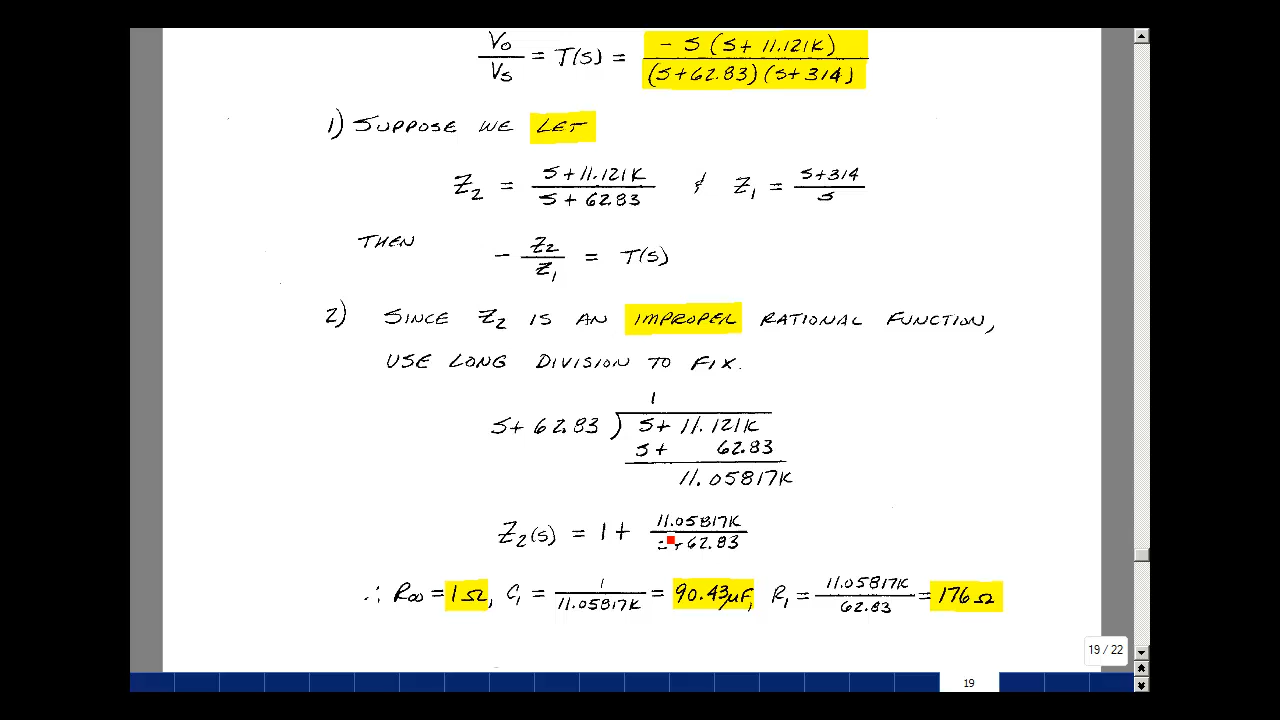 Vo/Vs = T(s) = - s (s + 11.121K) / (s + 62.83) (s + 314)
1) SUPPOSE WE LET
Z2 = s + 11.121K / s + 62.83 & Z1 = s + 314 / s
THEN - Z2/Z1 = T(s)
2) SINCE Z2 IS AN IMPROPER RATIONAL FUNCTION,
USE LONG DIVISION TO FIX.
1
s + 62.83 ) s + 11.121K
s + 62.83
11.05817K
Z2(s) = 1 + 11.05817K / s + 62.83
∴ R∞ = 1Ω, C1 = 1 / 11.05817K = 90.43μF, R1 = 11.05817K / 62.83 = 176Ω
19 / 22
19